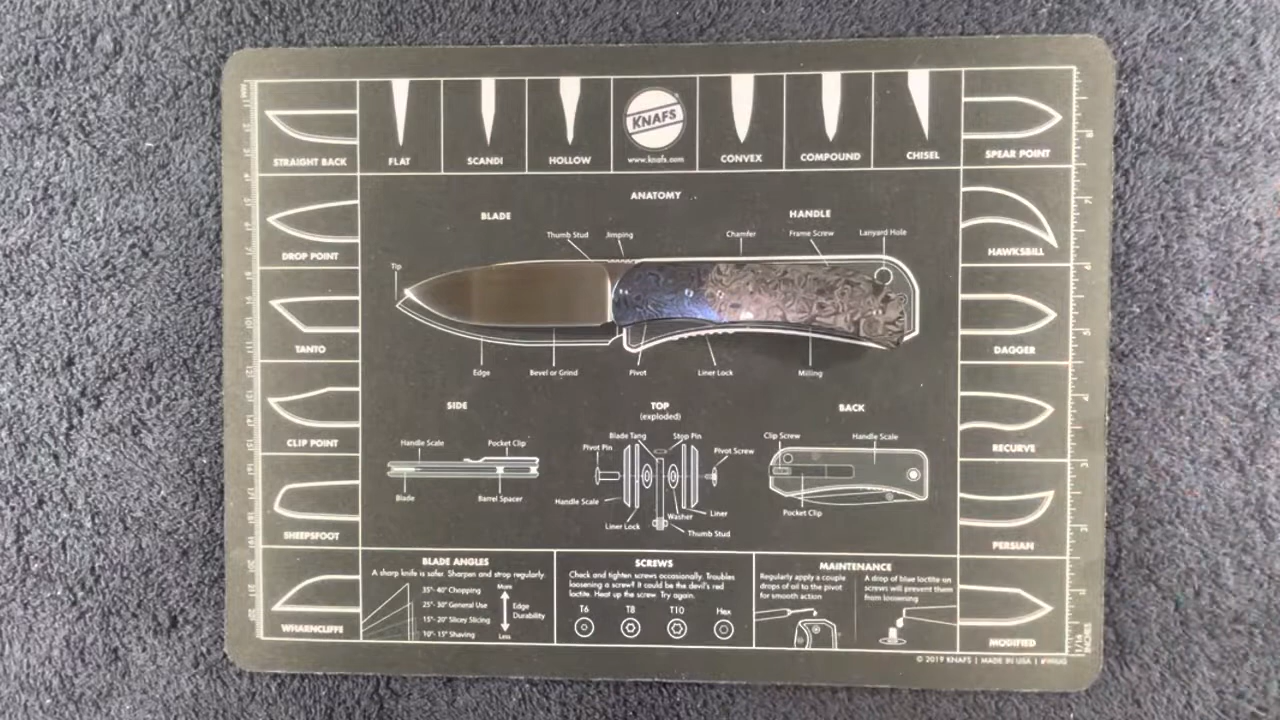 STRAIGHT BACK
FLAT
SCANDI
HOLLOW
KNAFS
www.knafs.com
CONVEX
COMPOUND
CHISEL
SPEAR POINT
DROP POINT
TANTO
CLIP POINT
SHEEPSFOOT
WHARNCLIFFE
HAWKSBILL
DAGGER
RECURVE
PERSIAN
MODIFIED
ANATOMY
BLADE
HANDLE
Thumb Stud
Jimping
Chamfer
Frame Screw
Lanyard Hole
Tip
Edge
Bevel or Grind
Pivot
Liner Lock
Milling
SIDE
Handle Scale
Pocket Clip
Blade
Barrel Spacer
TOP
(exploded)
Blade Tang
Stop Pin
Pivot Pin
Pivot Screw
Handle Scale
Liner Lock
Washer
Liner
Thumb Stud
BACK
Clip Screw
Handle Scale
Pocket Clip
BLADE ANGLES
A sharp knife is safer. Sharpen and strop regularly.
35°- 40° Chopping
25°- 30° General Use
15°- 20° Slicey Slicing
10°- 15° Shaving
More
Edge
Durability
Less
SCREWS
Check and tighten screws occasionally. Troubles
loosening a screw? It could be the devil's red
loctite. Heat up the screw. Try again.
T6
T8
T10
Hex
MAINTENANCE
Regularly apply a couple
drops of oil to the pivot
for smooth action
A drop of blue loctite on
screws will prevent them
from loosening
© 2019 KNAFS | MADE IN USA |
1/16
INCHES